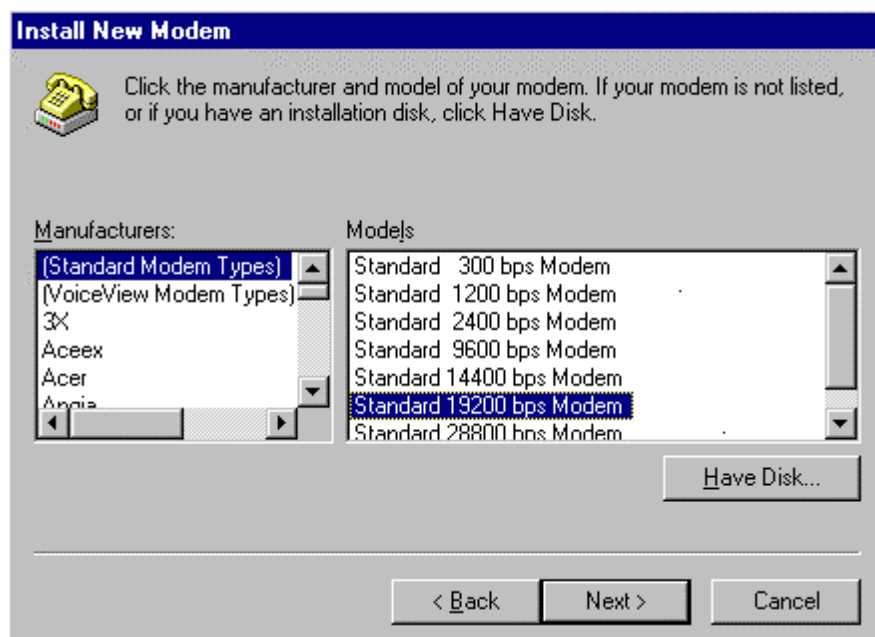 Install New Modem
Click the manufacturer and model of your modem. If your modem is not listed,
or if you have an installation disk, click Have Disk.
Manufacturers:
(Standard Modem Types)
(VoiceView Modem Types)
3X
Aceex
Acer
Angia
Models
Standard 300 bps Modem
Standard 1200 bps Modem
Standard 2400 bps Modem
Standard 9600 bps Modem
Standard 14400 bps Modem
Standard 19200 bps Modem
Standard 28800 bps Modem
Have Disk...
< Back
Next >
Cancel